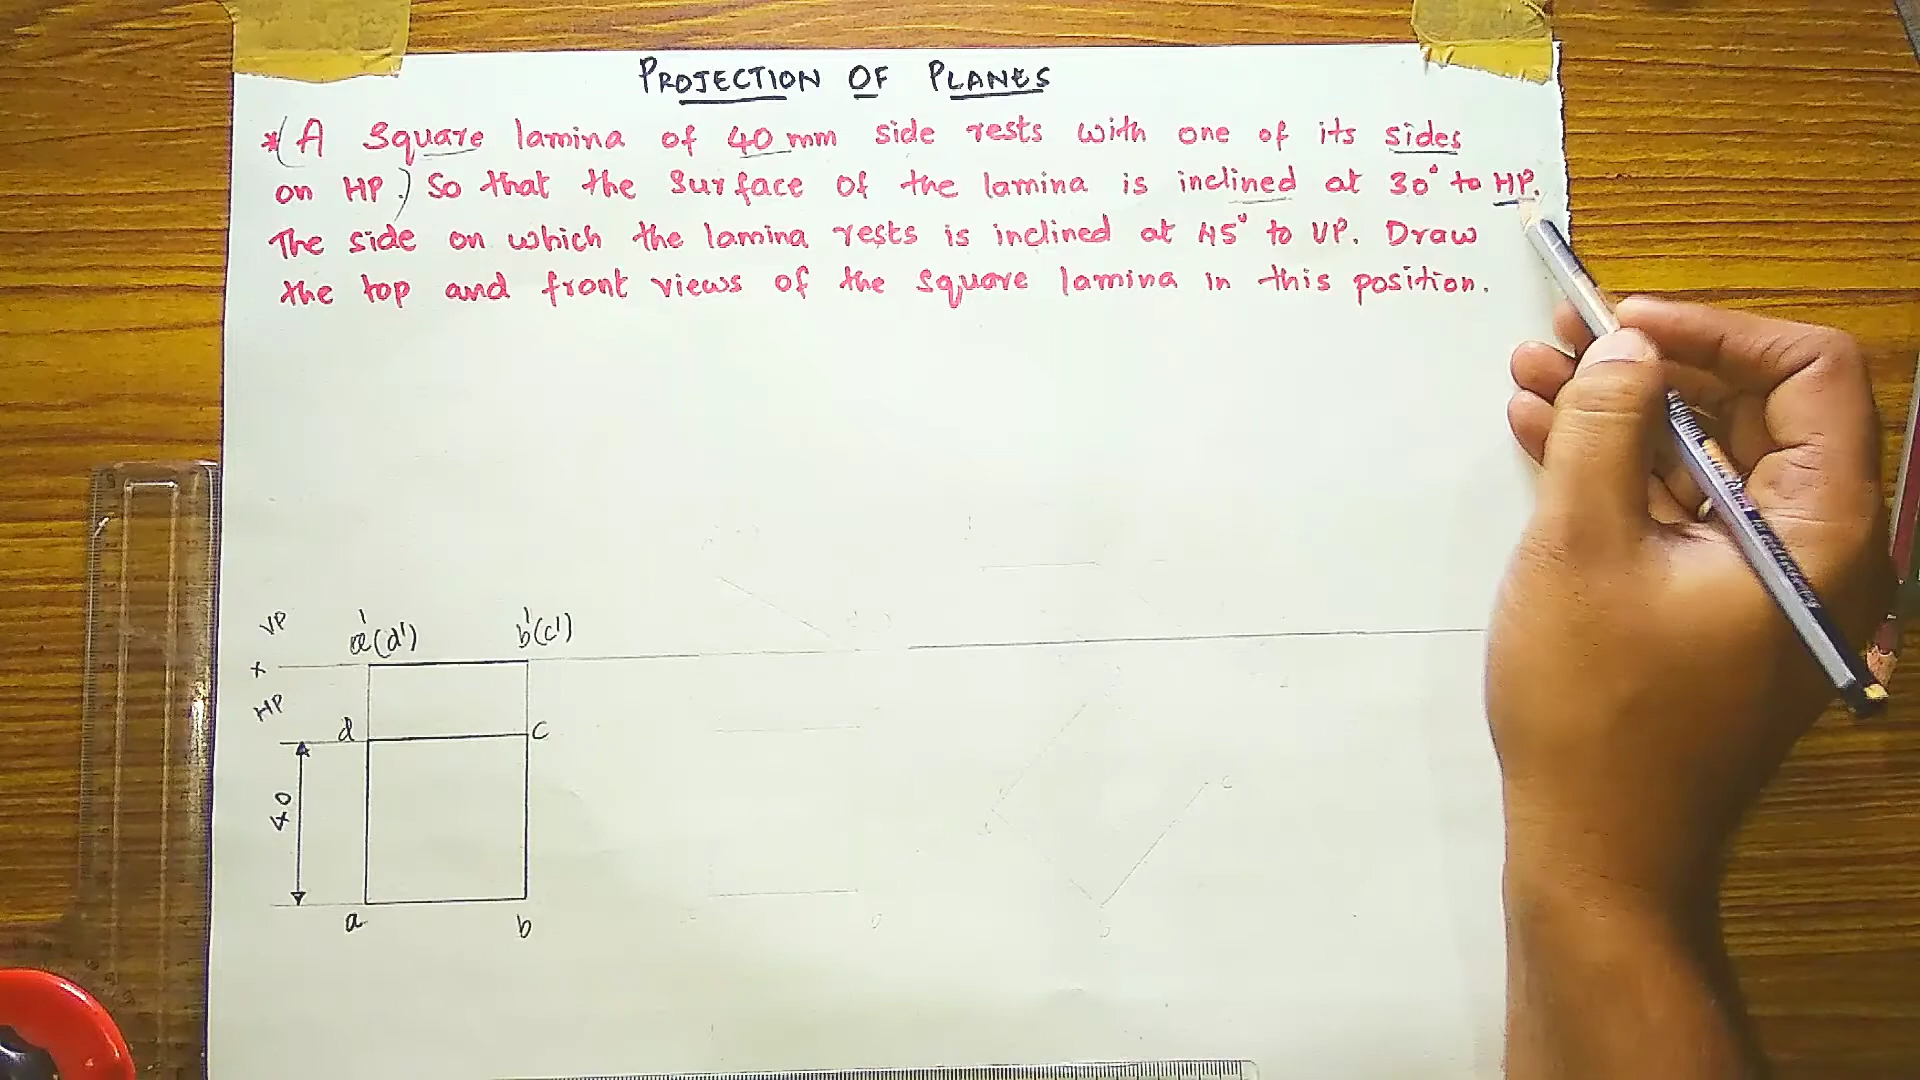 PROJECTION OF PLANES
*(A Square lamina of 40 mm side rests with one of its sides
on HP.) So that the Surface of the lamina is inclined at 30° to HP.
The side on which the lamina rests is inclined at 45° to VP. Draw
the top and front views of the square lamina in this position.
VP
a'(d') b'(c')
x
HP
d c
40
a b